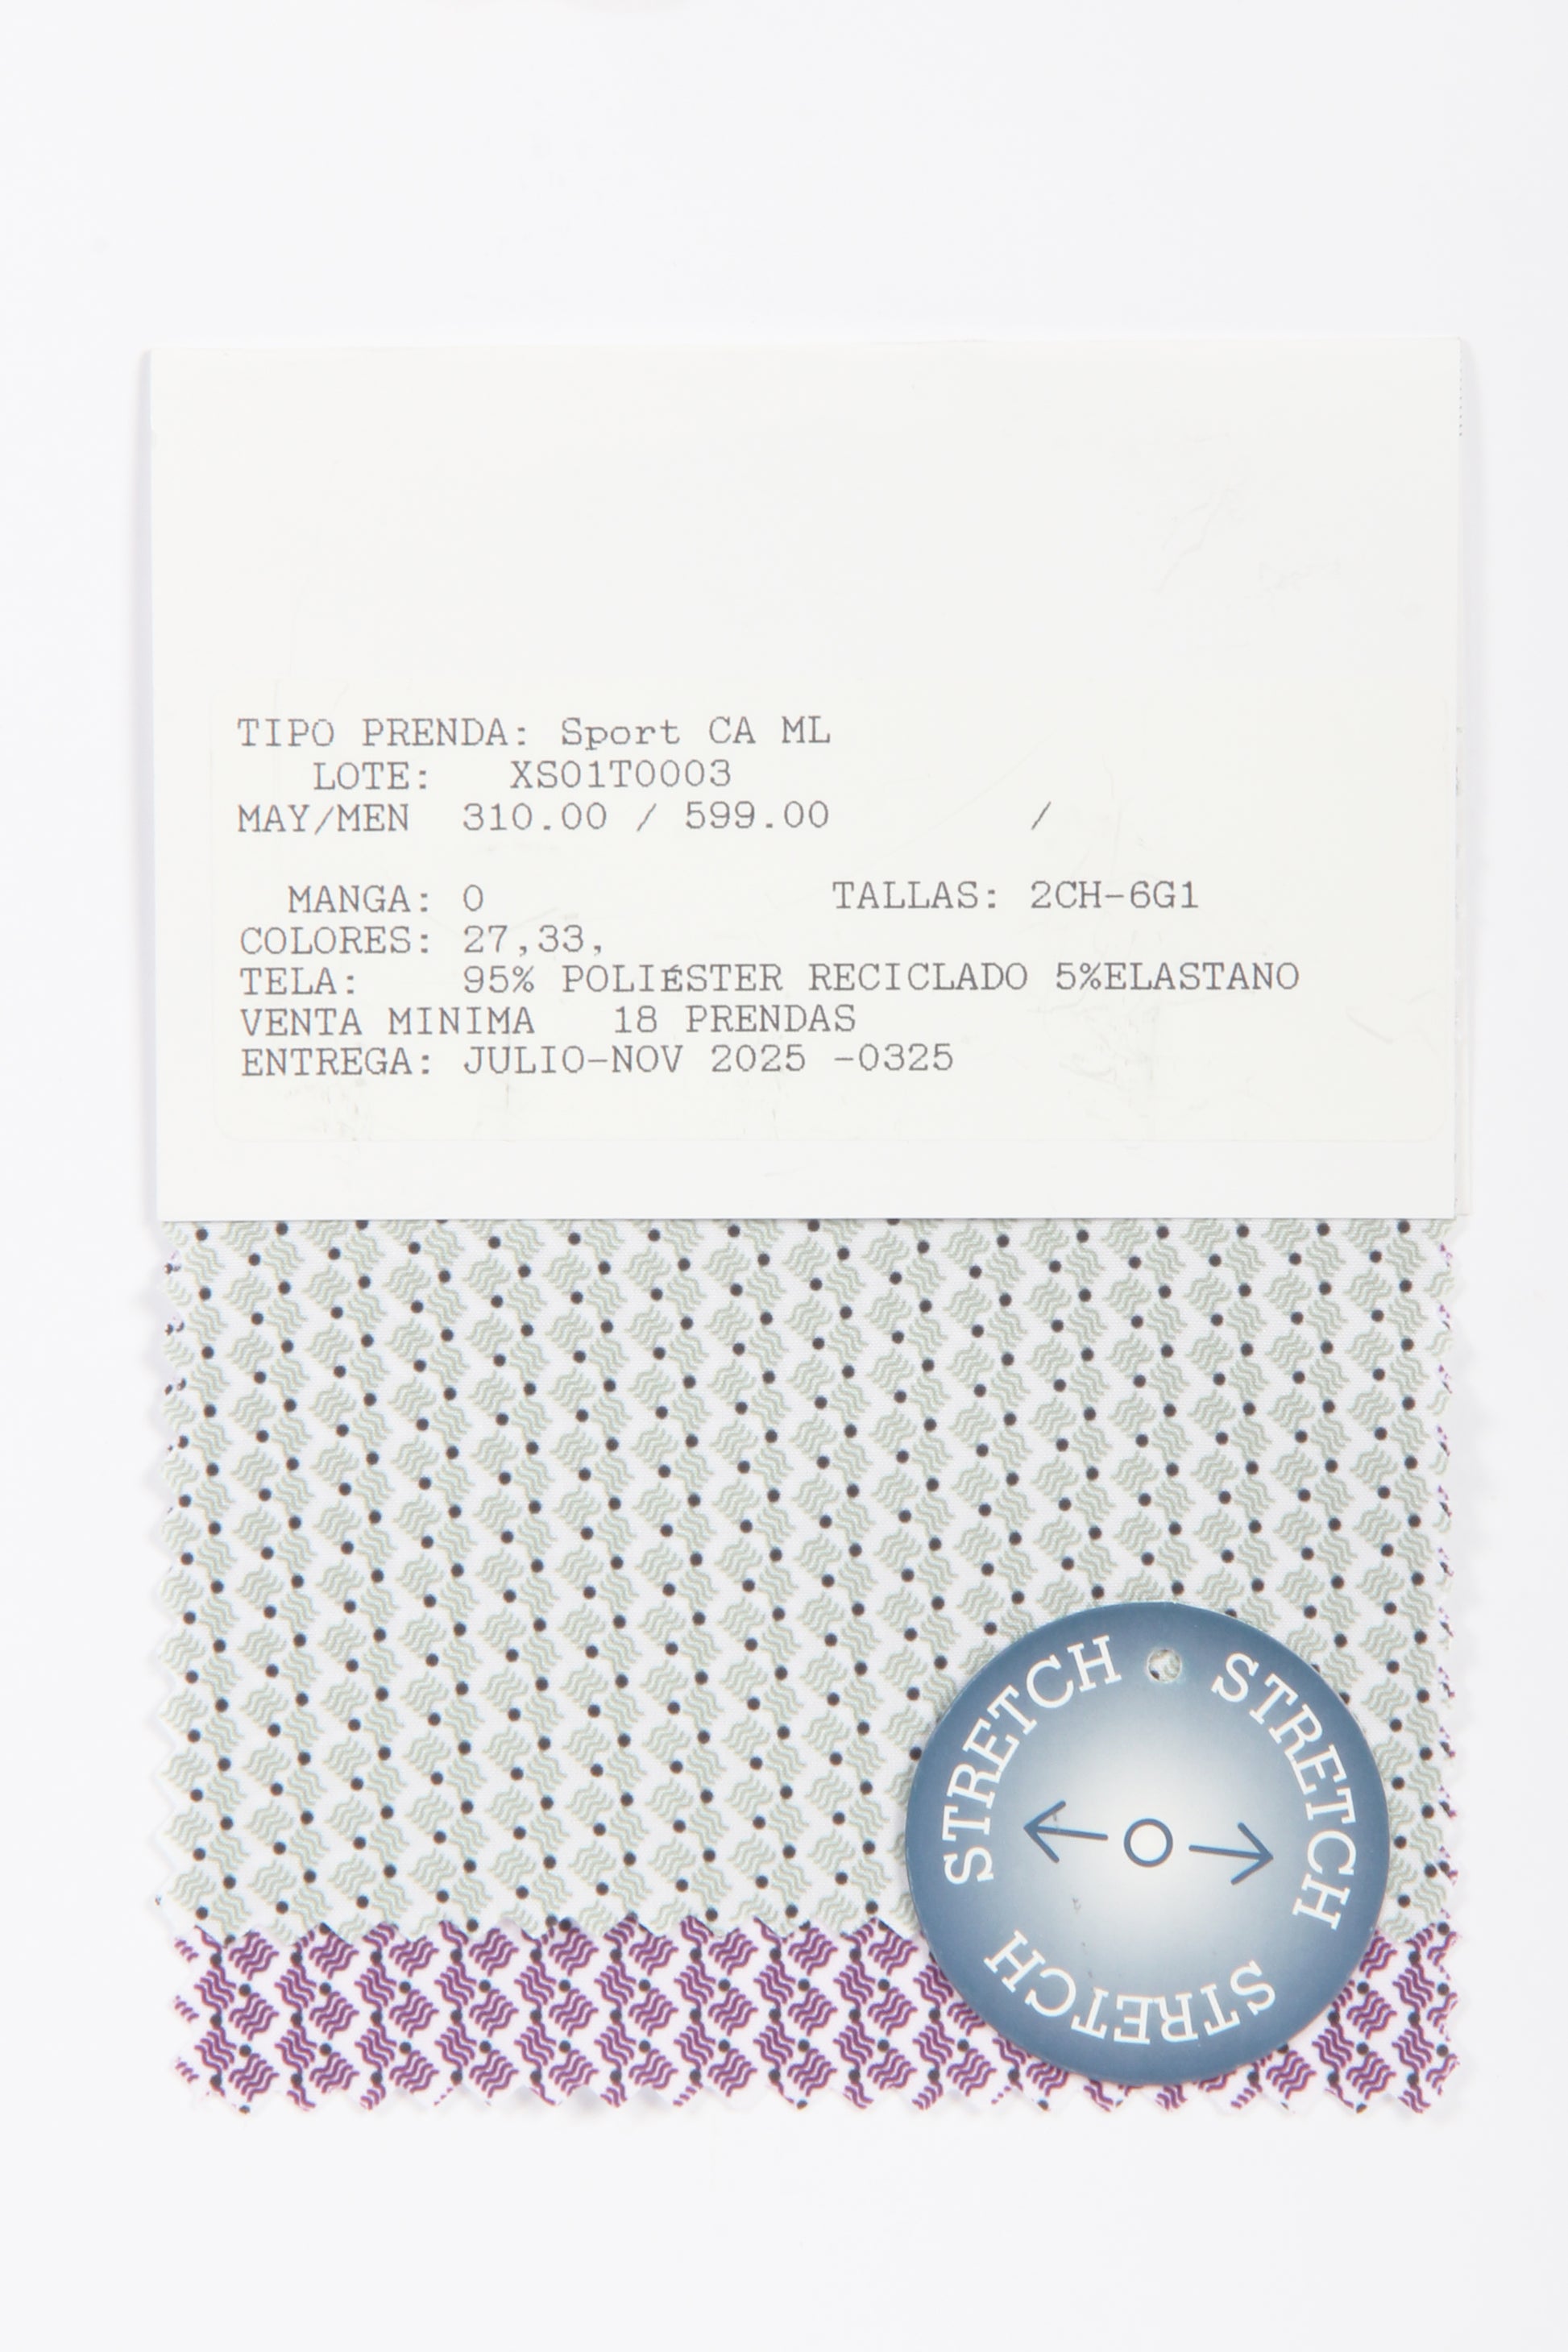 TIPO PRENDA: Sport CA ML
LOTE: XS01T0003
MAY/MEN 310.00 / 599.00 /
MANGA: 0 TALLAS: 2CH-6G1
COLORES: 27,33,
TELA: 95% POLIÉSTER RECICLADO 5%ELASTANO
VENTA MINIMA 18 PRENDAS
ENTREGA: JULIO-NOV 2025 -0325
STRETCH
STRETCH
STRETCH